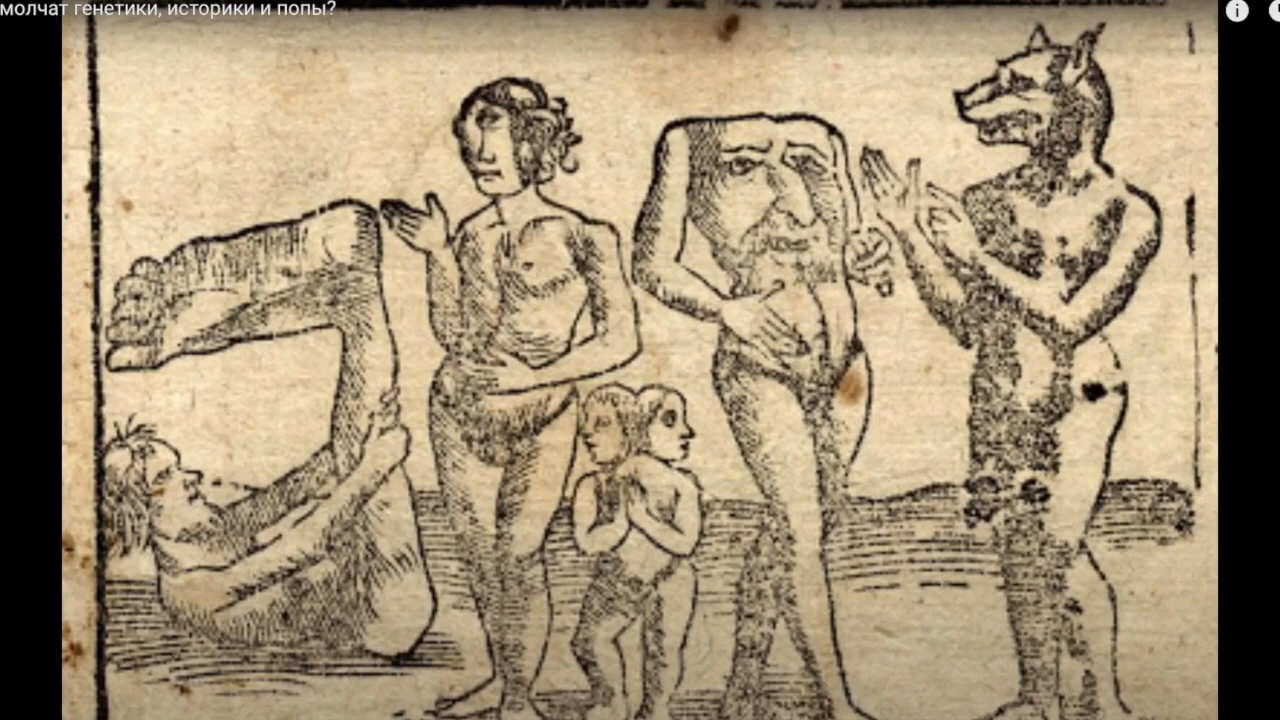 молчат генетики, историки и попы?